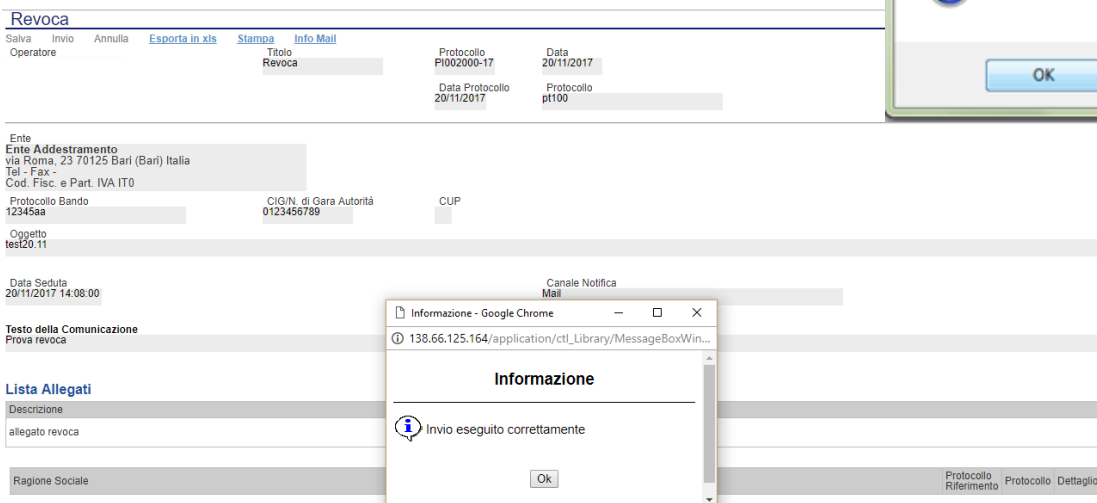 Revoca
Salva Invio Annulla Esporta in xls Stampa Info Mail
Operatore Titolo Protocollo Data
Revoca PI002000-17 20/11/2017
Data Protocollo Protocollo
20/11/2017 pt100
OK
Ente
Ente Addestramento
via Roma, 23 70125 Bari (Bari) Italia
Tel - Fax -
Cod. Fisc. e Part. IVA IT0
Protocollo Bando CIG/N. di Gara Autorità CUP
12345aa 0123456789
Oggetto
test20.11
Data Seduta Canale Notifica
20/11/2017 14:08:00 Mail
Testo della Comunicazione
Prova revoca
Lista Allegati
Descrizione
allegato revoca
Ragione Sociale Protocollo Riferimento Protocollo Dettaglio
Informazione - Google Chrome
138.66.125.164/application/ctl_Library/MessageBoxWin...
Informazione
Invio eseguito correttamente
Ok